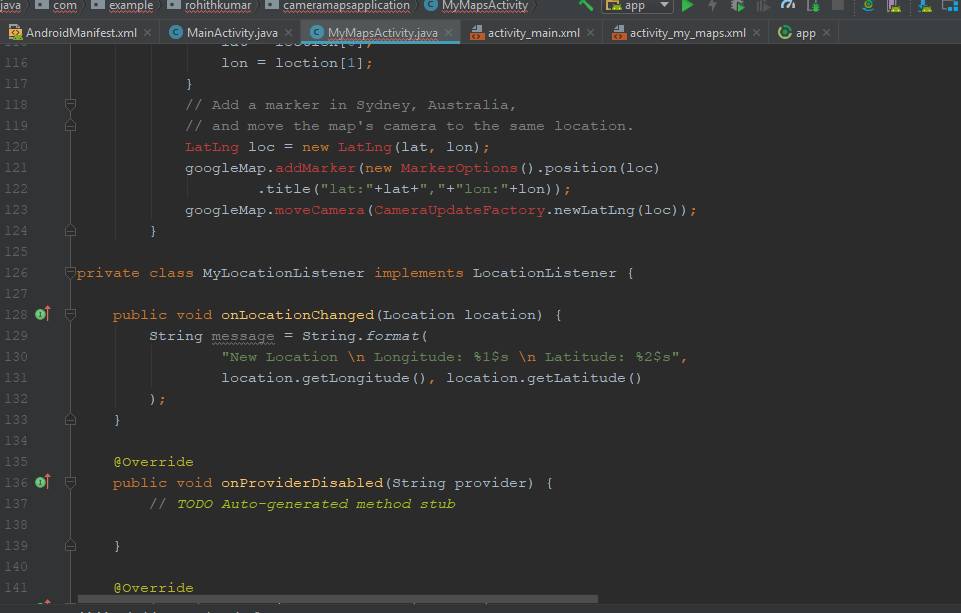 java com example rohithkumar cameramapsapplication MyMapsActivity app
AndroidManifest.xml MainActivity.java MyMapsActivity.java activity_main.xml activity_my_maps.xml app
116 lon = loction[1];
117 }
118 // Add a marker in Sydney, Australia,
119 // and move the map's camera to the same location.
120 LatLng loc = new LatLng(lat, lon);
121 googleMap.addMarker(new MarkerOptions().position(loc)
122 .title("lat:"+lat+","+"lon:"+lon));
123 googleMap.moveCamera(CameraUpdateFactory.newLatLng(loc));
124 }
125
126 private class MyLocationListener implements LocationListener {
127
128 public void onLocationChanged(Location location) {
129 String message = String.format(
130 "New Location \n Longitude: %1$s \n Latitude: %2$s",
131 location.getLongitude(), location.getLatitude()
132 );
133 }
134
135 @Override
136 public void onProviderDisabled(String provider) {
137 // TODO Auto-generated method stub
138
139 }
140
141 @Override